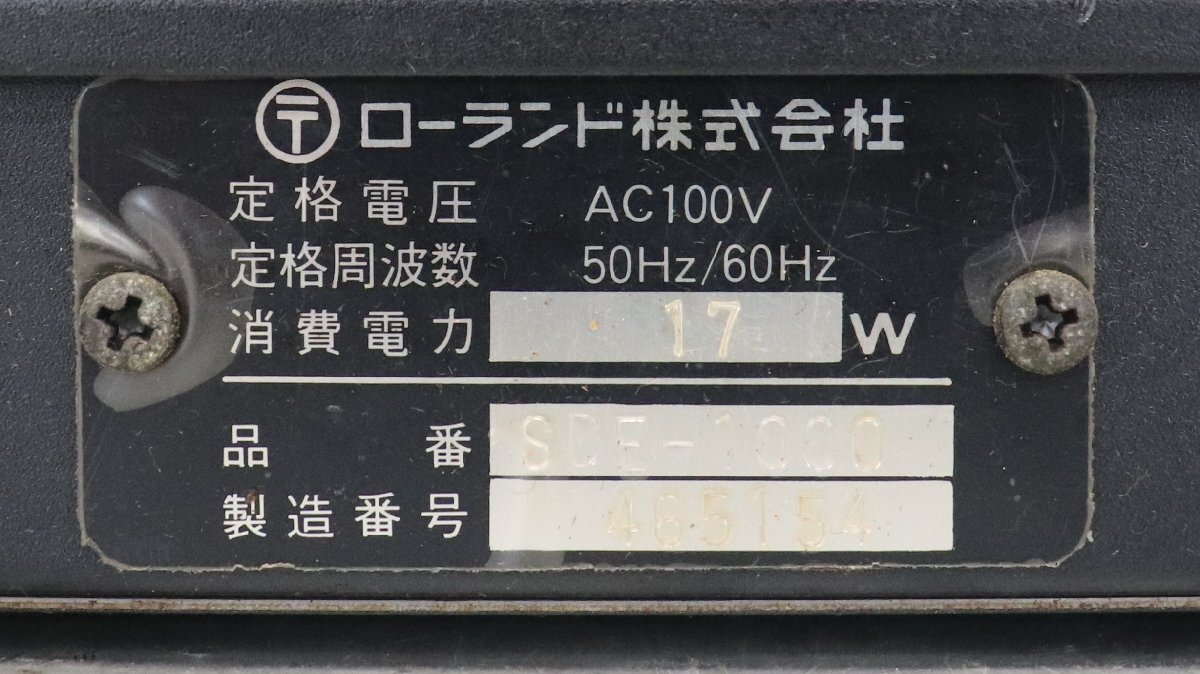 〒 ローランド株式会社
定格電圧 AC100V
定格周波数 50Hz/60Hz
消費電力 17 W
品番 SDE-1000
製造番号 465154